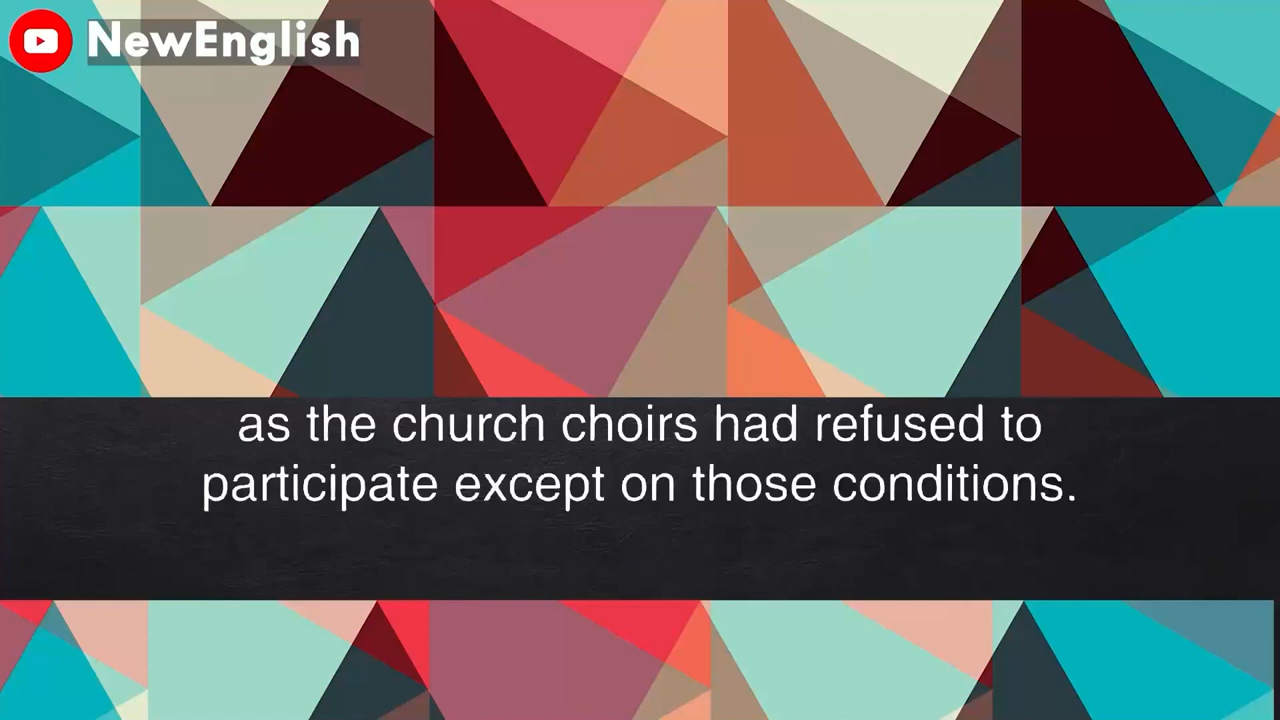 NewEnglish
as the church choirs had refused to
participate except on those conditions.